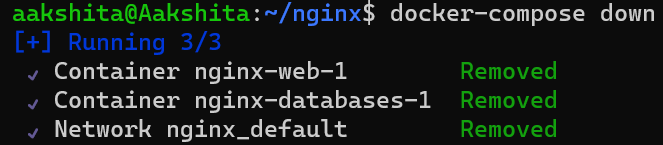 aakshita@Aakshita:~/nginx$ docker-compose down
[+] Running 3/3
✔ Container nginx-web-1 Removed
✔ Container nginx-databases-1 Removed
✔ Network nginx_default Removed